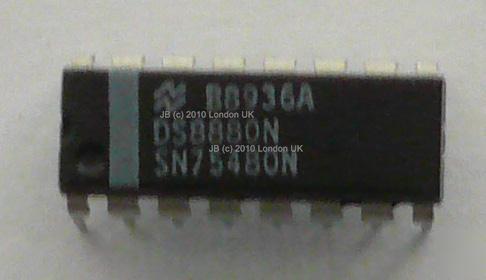 B8936A
JB (c) 2010 London UK
DS8880N
JB (c) 2010 London UK
SN75480N